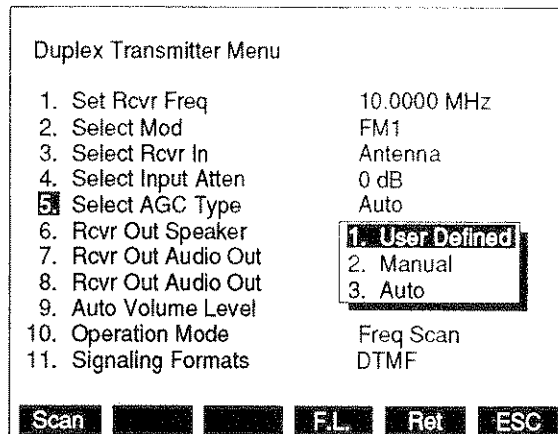 Duplex Transmitter Menu
1. Set Rcvr Freq 10.0000 MHz
2. Select Mod FM1
3. Select Rcvr In Antenna
4. Select Input Atten 0 dB
5. Select AGC Type Auto
6. Rcvr Out Speaker
7. Rcvr Out Audio Out
8. Rcvr Out Audio Out
9. Auto Volume Level
10. Operation Mode Freq Scan
11. Signaling Formats DTMF
1. User Defined
2. Manual
3. Auto
Scan F.L. Ret ESC